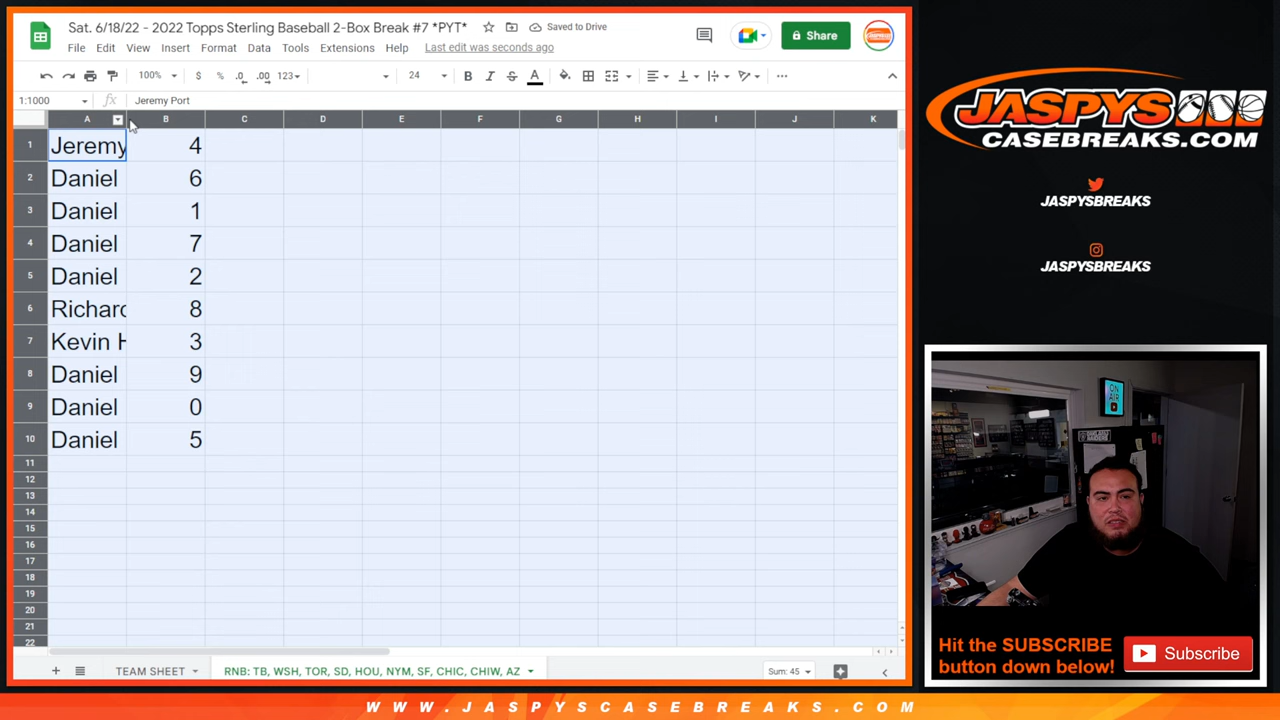 Sat. 6/18/22 - 2022 Topps Sterling Baseball 2-Box Break #7 *PYT*
Saved to Drive
File Edit View Insert Format Data Tools Extensions Help Last edit was seconds ago
Share
100% $ % .0 .00 123 24 B I S A
1:1000 fx Jeremy Port
A B C D E F G H I J K
1 Jeremy 4
2 Daniel 6
3 Daniel 1
4 Daniel 7
5 Daniel 2
6 Richard 8
7 Kevin H 3
8 Daniel 9
9 Daniel 0
10 Daniel 5
11
12
13
14
15
16
17
18
19
20
21
22
TEAM SHEET
RNB: TB, WSH, TOR, SD, HOU, NYM, SF, CHIC, CHIW, AZ
Sum: 45
JASPYS
CASEBREAKS.COM
JASPYSBREAKS
JASPYSBREAKS
ON
AIR
Hit the SUBSCRIBE
button down below!
Subscribe
WWW.JASPYSCASEBREAKS.COM